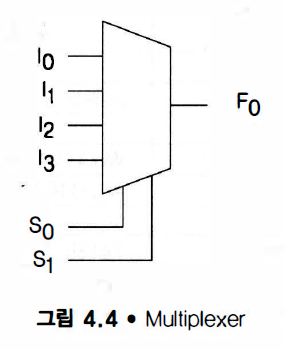 I0
I1
I2
I3
F0
S0
S1
그림 4.4 • Multiplexer